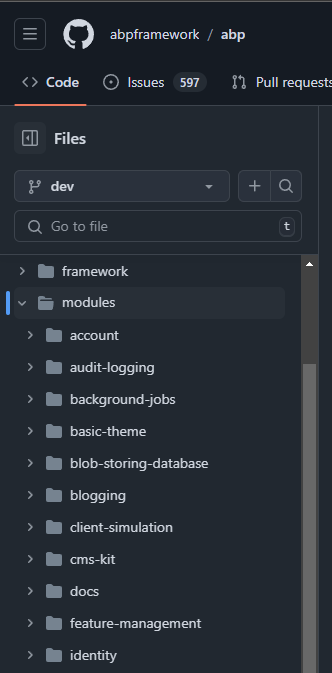 abpframework / abp
Code Issues 597 Pull requests
Files
dev
Go to file t
framework
modules
account
audit-logging
background-jobs
basic-theme
blob-storing-database
blogging
client-simulation
cms-kit
docs
feature-management
identity